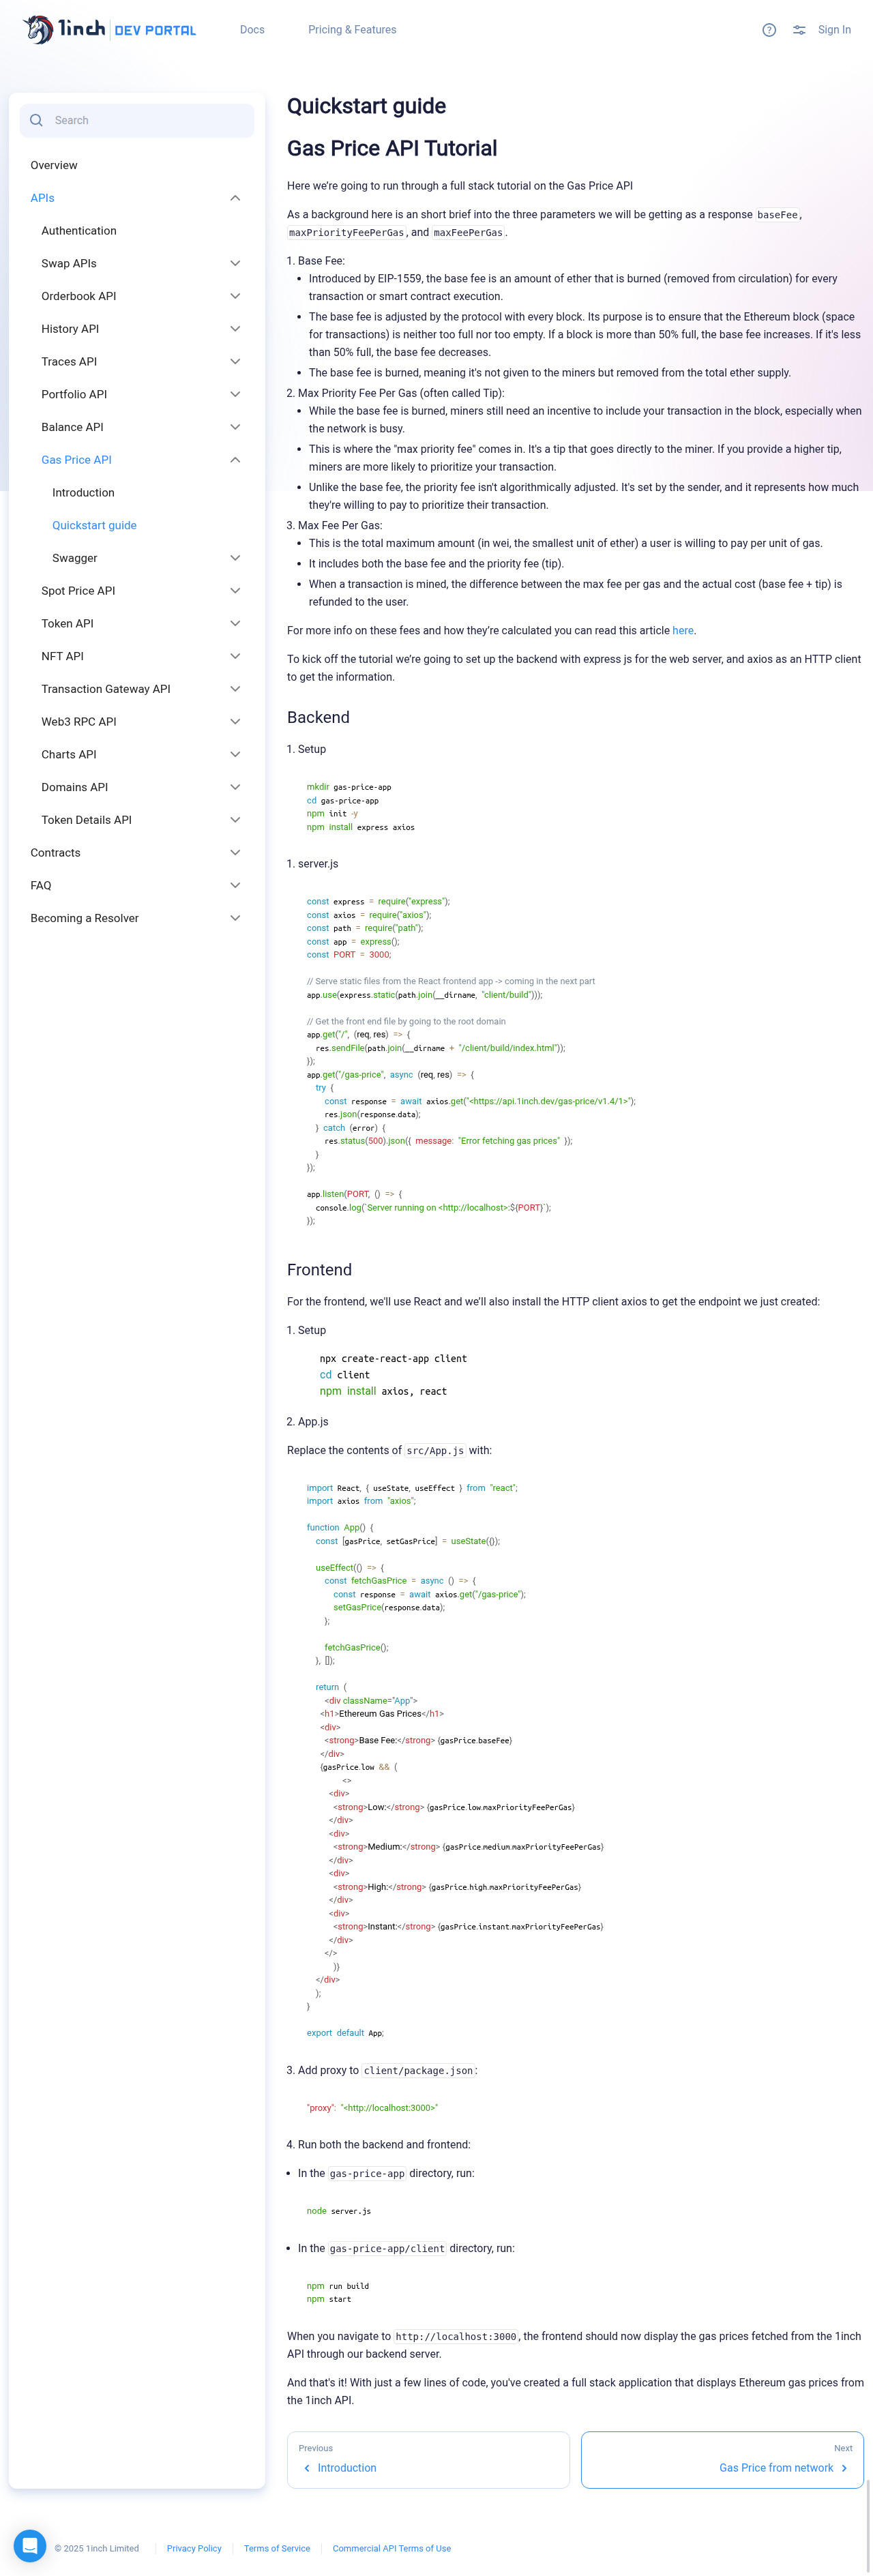 1inch DEV PORTAL
Docs
Pricing & Features
Sign In
Search
Overview
APIs
Authentication
Swap APIs
Orderbook API
History API
Traces API
Portfolio API
Balance API
Gas Price API
Introduction
Quickstart guide
Swagger
Spot Price API
Token API
NFT API
Transaction Gateway API
Web3 RPC API
Charts API
Domains API
Token Details API
Contracts
FAQ
Becoming a Resolver
Quickstart guide
Gas Price API Tutorial
Here we're going to run through a full stack tutorial on the Gas Price API
As a background here is an short brief into the three parameters we will be getting as a response baseFee,
maxPriorityFeePerGas, and maxFeePerGas.
1. Base Fee:
• Introduced by EIP-1559, the base fee is an amount of ether that is burned (removed from circulation) for every
transaction or smart contract execution.
• The base fee is adjusted by the protocol with every block. Its purpose is to ensure that the Ethereum block (space
for transactions) is neither too full nor too empty. If a block is more than 50% full, the base fee increases. If it's less
than 50% full, the base fee decreases.
• The base fee is burned, meaning it's not given to the miners but removed from the total ether supply.
2. Max Priority Fee Per Gas (often called Tip):
• While the base fee is burned, miners still need an incentive to include your transaction in the block, especially when
the network is busy.
• This is where the "max priority fee" comes in. It's a tip that goes directly to the miner. If you provide a higher tip,
miners are more likely to prioritize your transaction.
• Unlike the base fee, the priority fee isn't algorithmically adjusted. It's set by the sender, and it represents how much
they're willing to pay to prioritize their transaction.
3. Max Fee Per Gas:
• This is the total maximum amount (in wei, the smallest unit of ether) a user is willing to pay per unit of gas.
• It includes both the base fee and the priority fee (tip).
• When a transaction is mined, the difference between the max fee per gas and the actual cost (base fee + tip) is
refunded to the user.
For more info on these fees and how they're calculated you can read this article here.
To kick off the tutorial we're going to set up the backend with express js for the web server, and axios as an HTTP client
to get the information.
Backend
1. Setup
mkdir gas-price-app
cd gas-price-app
npm init -y
npm install express axios
1. server.js
const express = require("express");
const axios = require("axios");
const path = require("path");
const app = express();
const PORT = 3000;
// Serve static files from the React frontend app -> coming in the next part
app.use(express.static(path.join(__dirname, "client/build")));
// Get the front end file by going to the root domain
app.get("/", (req, res) => {
res.sendFile(path.join(__dirname + "/client/build/index.html"));
});
app.get("/gas-price", async (req, res) => {
try {
const response = await axios.get("<https://api.1inch.dev/gas-price/v1.4/1>");
res.json(response.data);
} catch (error) {
res.status(500).json({ message: "Error fetching gas prices" });
}
});
app.listen(PORT, () => {
console.log(`Server running on <http://localhost>:${PORT}`);
});
Frontend
For the frontend, we'll use React and we'll also install the HTTP client axios to get the endpoint we just created:
1. Setup
npx create-react-app client
cd client
npm install axios, react
2. App.js
Replace the contents of src/App.js with:
import React, { useState, useEffect } from "react";
import axios from "axios";
function App() {
const [gasPrice, setGasPrice] = useState({});
useEffect(() => {
const fetchGasPrice = async () => {
const response = await axios.get("/gas-price");
setGasPrice(response.data);
};
fetchGasPrice();
}, []);
return (
<div className="App">
<h1>Ethereum Gas Prices</h1>
<div>
<strong>Base Fee:</strong> {gasPrice.baseFee}
</div>
{gasPrice.low && (
<>
<div>
<strong>Low:</strong> {gasPrice.low.maxPriorityFeePerGas}
</div>
<div>
<strong>Medium:</strong> {gasPrice.medium.maxPriorityFeePerGas}
</div>
<div>
<strong>High:</strong> {gasPrice.high.maxPriorityFeePerGas}
</div>
<div>
<strong>Instant:</strong> {gasPrice.instant.maxPriorityFeePerGas}
</div>
</>
)}
</div>
);
}
export default App;
3. Add proxy to client/package.json:
"proxy": "<http://localhost:3000>"
4. Run both the backend and frontend:
• In the gas-price-app directory, run:
node server.js
• In the gas-price-app/client directory, run:
npm run build
npm start
When you navigate to http://localhost:3000, the frontend should now display the gas prices fetched from the 1inch
API through our backend server.
And that's it! With just a few lines of code, you've created a full stack application that displays Ethereum gas prices from
the 1inch API.
Previous
Introduction
Next
Gas Price from network
© 2025 1inch Limited
Privacy Policy
Terms of Service
Commercial API Terms of Use